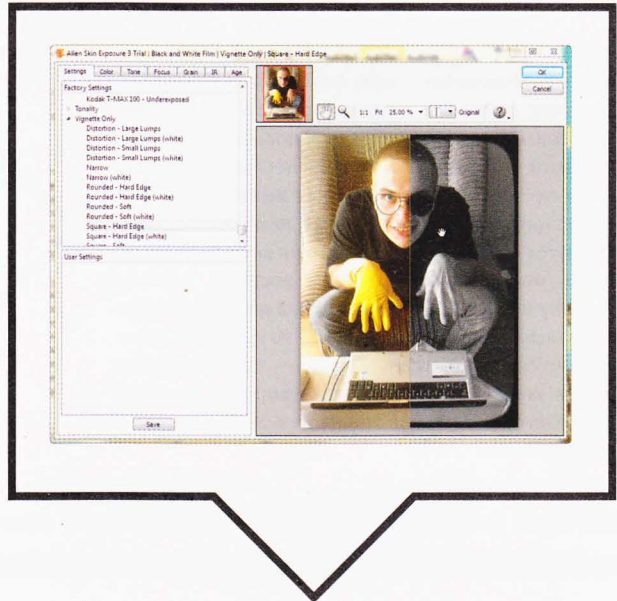 Alien Skin Exposure 3 Trial | Black and White Film | Vignette Only | Square - Hard Edge
Settings Color Tone Focus Grain IR Age
OK
Cancel
1:1 Fit 25.00 % Original
Factory Settings
Kodak T-MAX 100 - Underexposed
Tonality
Vignette Only
Distortion - Large Lumps
Distortion - Large Lumps (white)
Distortion - Small Lumps
Distortion - Small Lumps (white)
Narrow
Narrow (white)
Rounded - Hard Edge
Rounded - Hard Edge (white)
Rounded - Soft
Rounded - Soft (white)
Square - Hard Edge
Square - Hard Edge (white)
Square - Soft
User Settings
Save